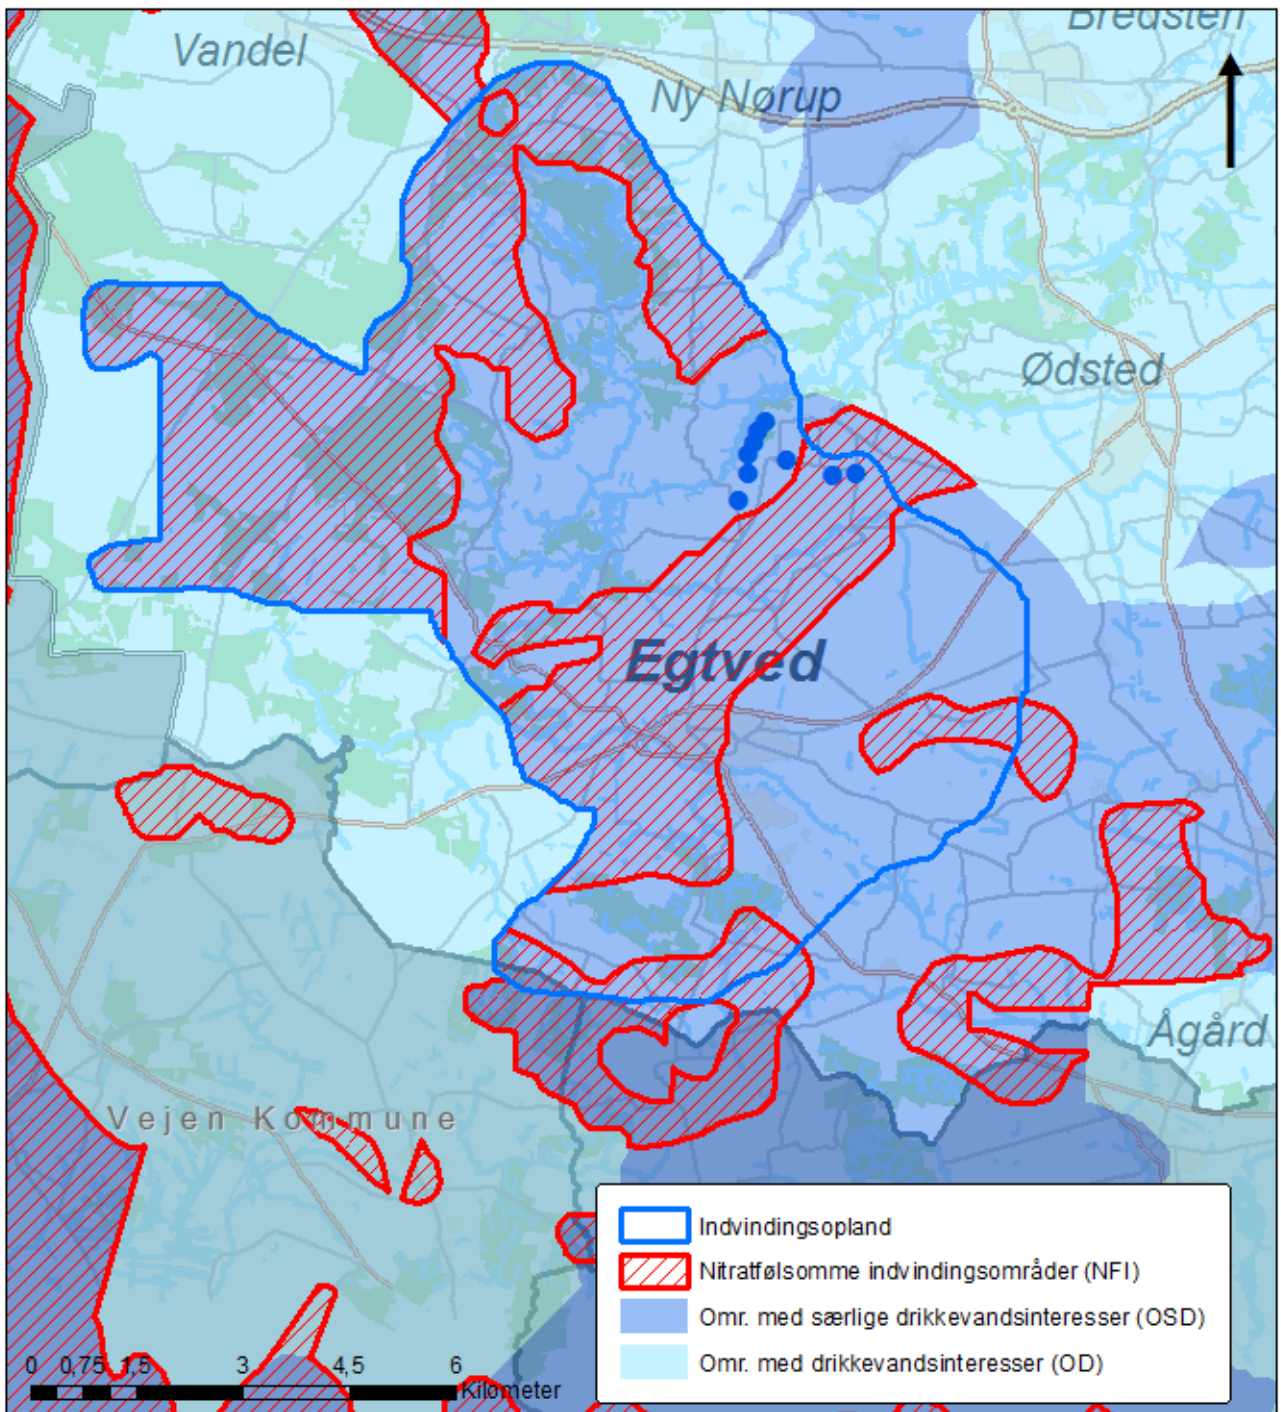 Bredsten
Vandel
Ny Nørup
Ødsted
Egtved
Ågård
Vejen Kommune
Indvindingsopland
Nitratfølsomme indvindingsområder (NFI)
Omr. med særlige drikkevandsinteresser (OSD)
Omr. med drikkevandsinteresser (OD)
0 0,75 1,5 3 4,5 6
Kilometer